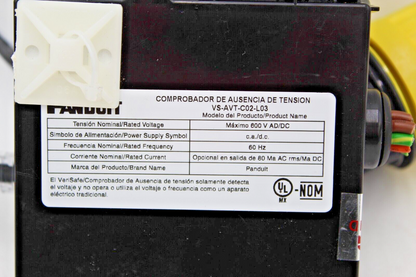 PANDUIT
COMPROBADOR DE AUSENCIA DE TENSION
VS-AVT-C02-L03
Modelo del Producto/Product Name
Tensión Nominal/Rated Voltage Máximo 600 V AD/DC
Símbolo de Alimentación/Power Supply Symbol c.a./d.c.
Frecuencia Nominal/Rated Frequency 60 Hz
Corriente Nominal/Rated Current Opcional en salida de 60 Ma AC rms/Ma DC
Marca del Producto/Brand Name Panduit
El VeriSafe/Comprobador de Ausencia de tensión solamente detecta
el voltaje y no opera o utiliza el voltaje o frecuencia como un aparato
eléctrico tradicional.
UL
MX
NOM